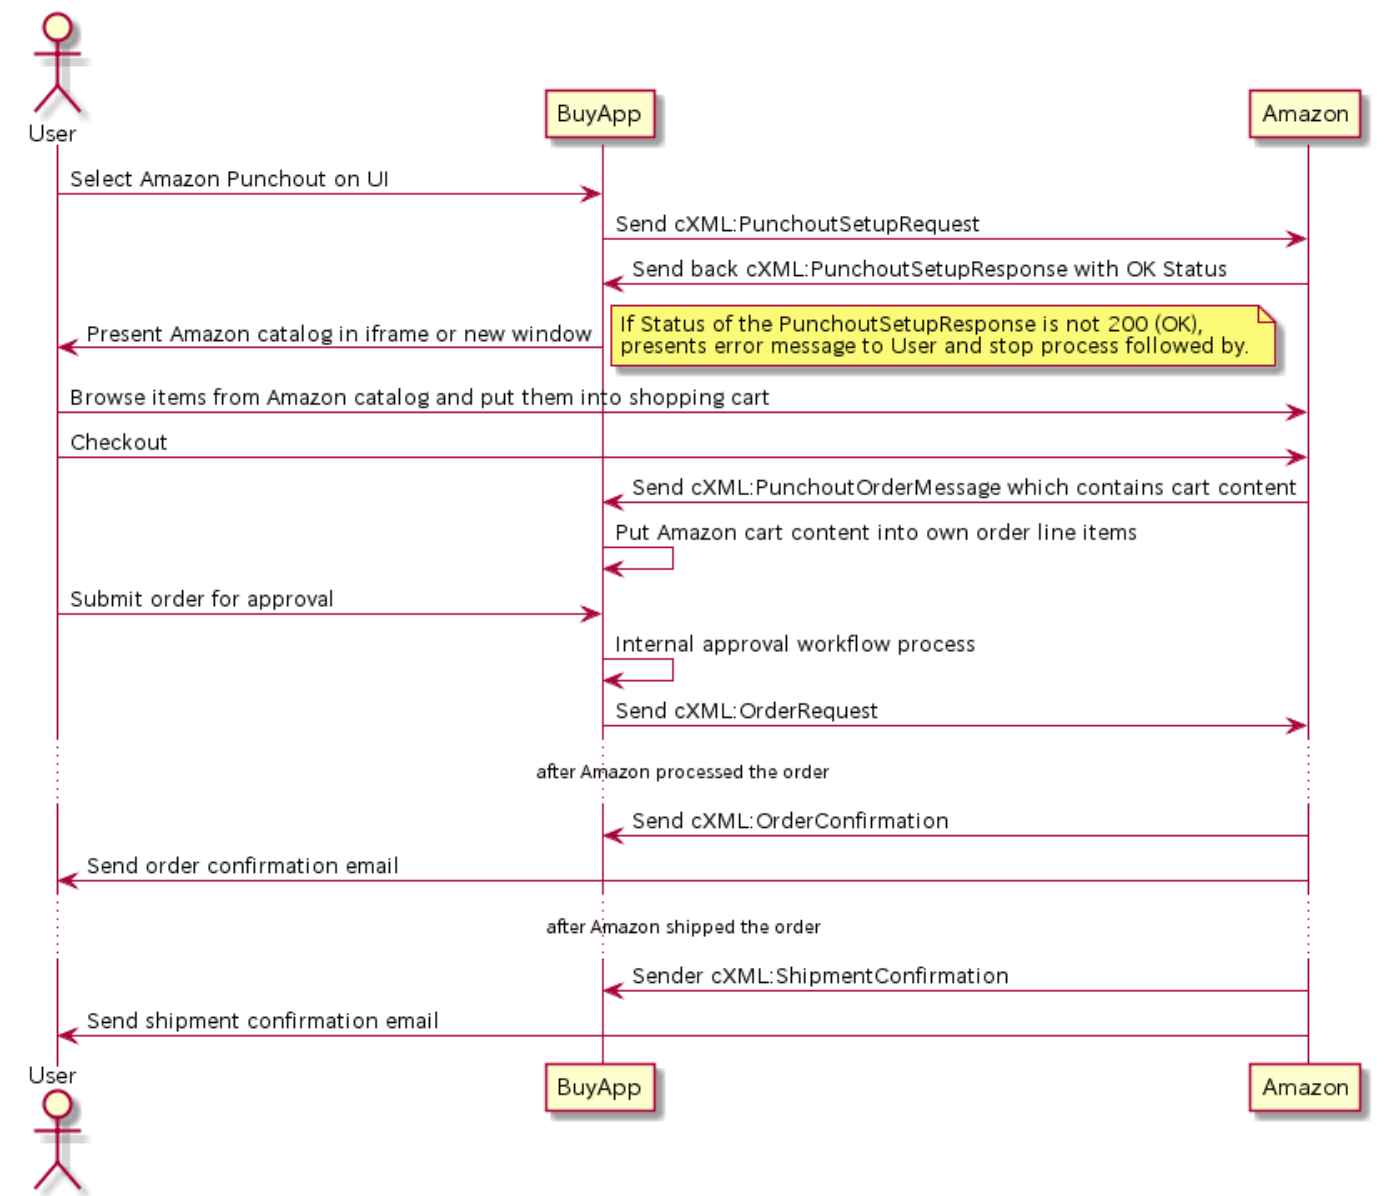 User
BuyApp
Amazon
Select Amazon Punchout on UI
Send cXML:PunchoutSetupRequest
Send back cXML:PunchoutSetupResponse with OK Status
Present Amazon catalog in iframe or new window
If Status of the PunchoutSetupResponse is not 200 (OK),
presents error message to User and stop process followed by.
Browse items from Amazon catalog and put them into shopping cart
Checkout
Send cXML:PunchoutOrderMessage which contains cart content
Put Amazon cart content into own order line items
Submit order for approval
Internal approval workflow process
Send cXML:OrderRequest
after Amazon processed the order
Send cXML:OrderConfirmation
Send order confirmation email
after Amazon shipped the order
Sender cXML:ShipmentConfirmation
Send shipment confirmation email
User
BuyApp
Amazon